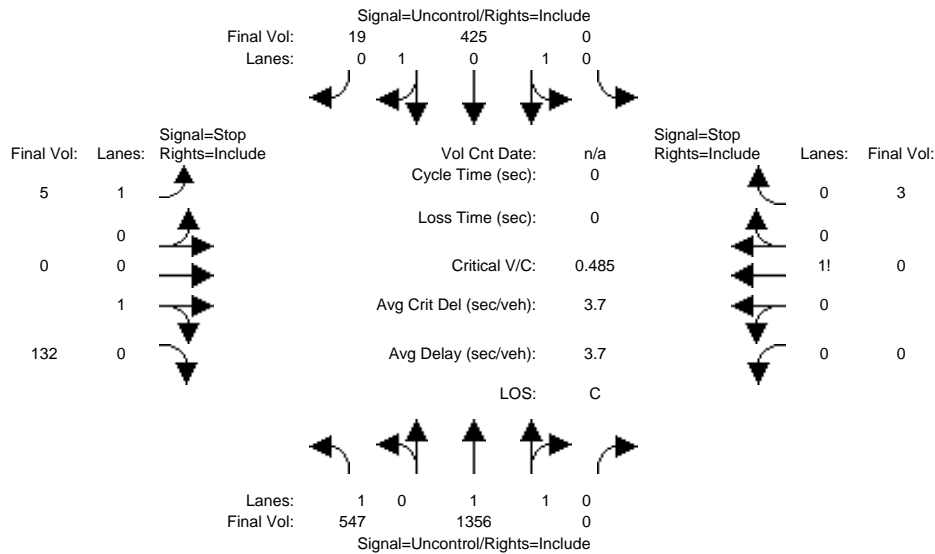 Signal=Uncontrol/Rights=Include
Final Vol: 19 425 0
Lanes: 0 1 0 1 0
Signal=Stop Signal=Stop
Final Vol: Lanes: Rights=Include Vol Cnt Date: n/a Rights=Include Lanes: Final Vol:
Cycle Time (sec): 0
5 1 0 3
Loss Time (sec): 0
0 0
0 0 Critical V/C: 0.485 1! 0
1 Avg Crit Del (sec/veh): 3.7 0
132 0 Avg Delay (sec/veh): 3.7 0 0
LOS: C
Lanes: 1 0 1 1 0
Final Vol: 547 1356 0
Signal=Uncontrol/Rights=Include